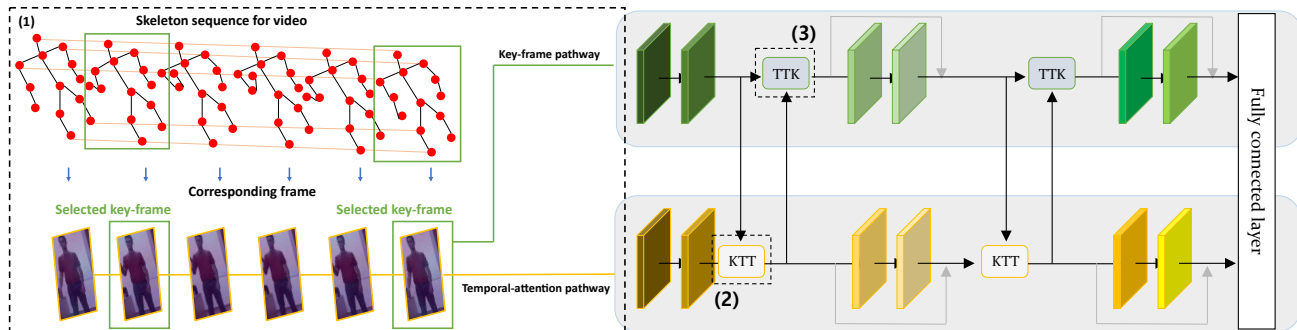 (1)
Skeleton sequence for video
Key-frame pathway
(3)
TTK
TTK
Corresponding frame
Selected key-frame
Selected key-frame
KTT
KTT
Temporal-attention pathway
(2)
Fully connected layer